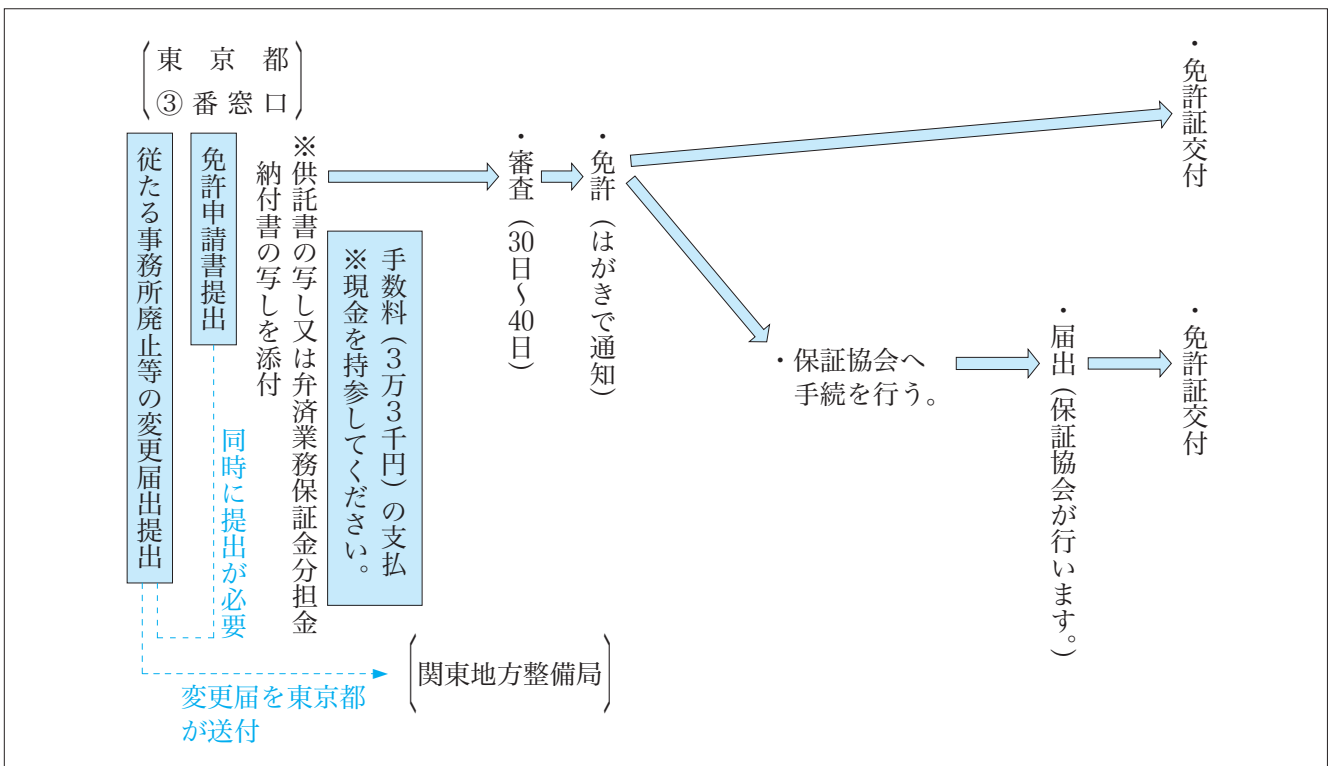 東京都
③番窓口
従たる事務所廃止等の変更届出提出
免許申請書提出
同時に提出が必要
※供託書の写し又は弁済業務保証金分担金
納付書の写しを添付
手数料(3万3千円)の支払
※現金を持参してください。
変更届を東京都
が送付
関東地方整備局
・審査(30日〜40日)
・免許(はがきで通知)
・免許証交付
・保証協会へ
手続を行う。
・届出(保証協会が行います。)
・免許証交付